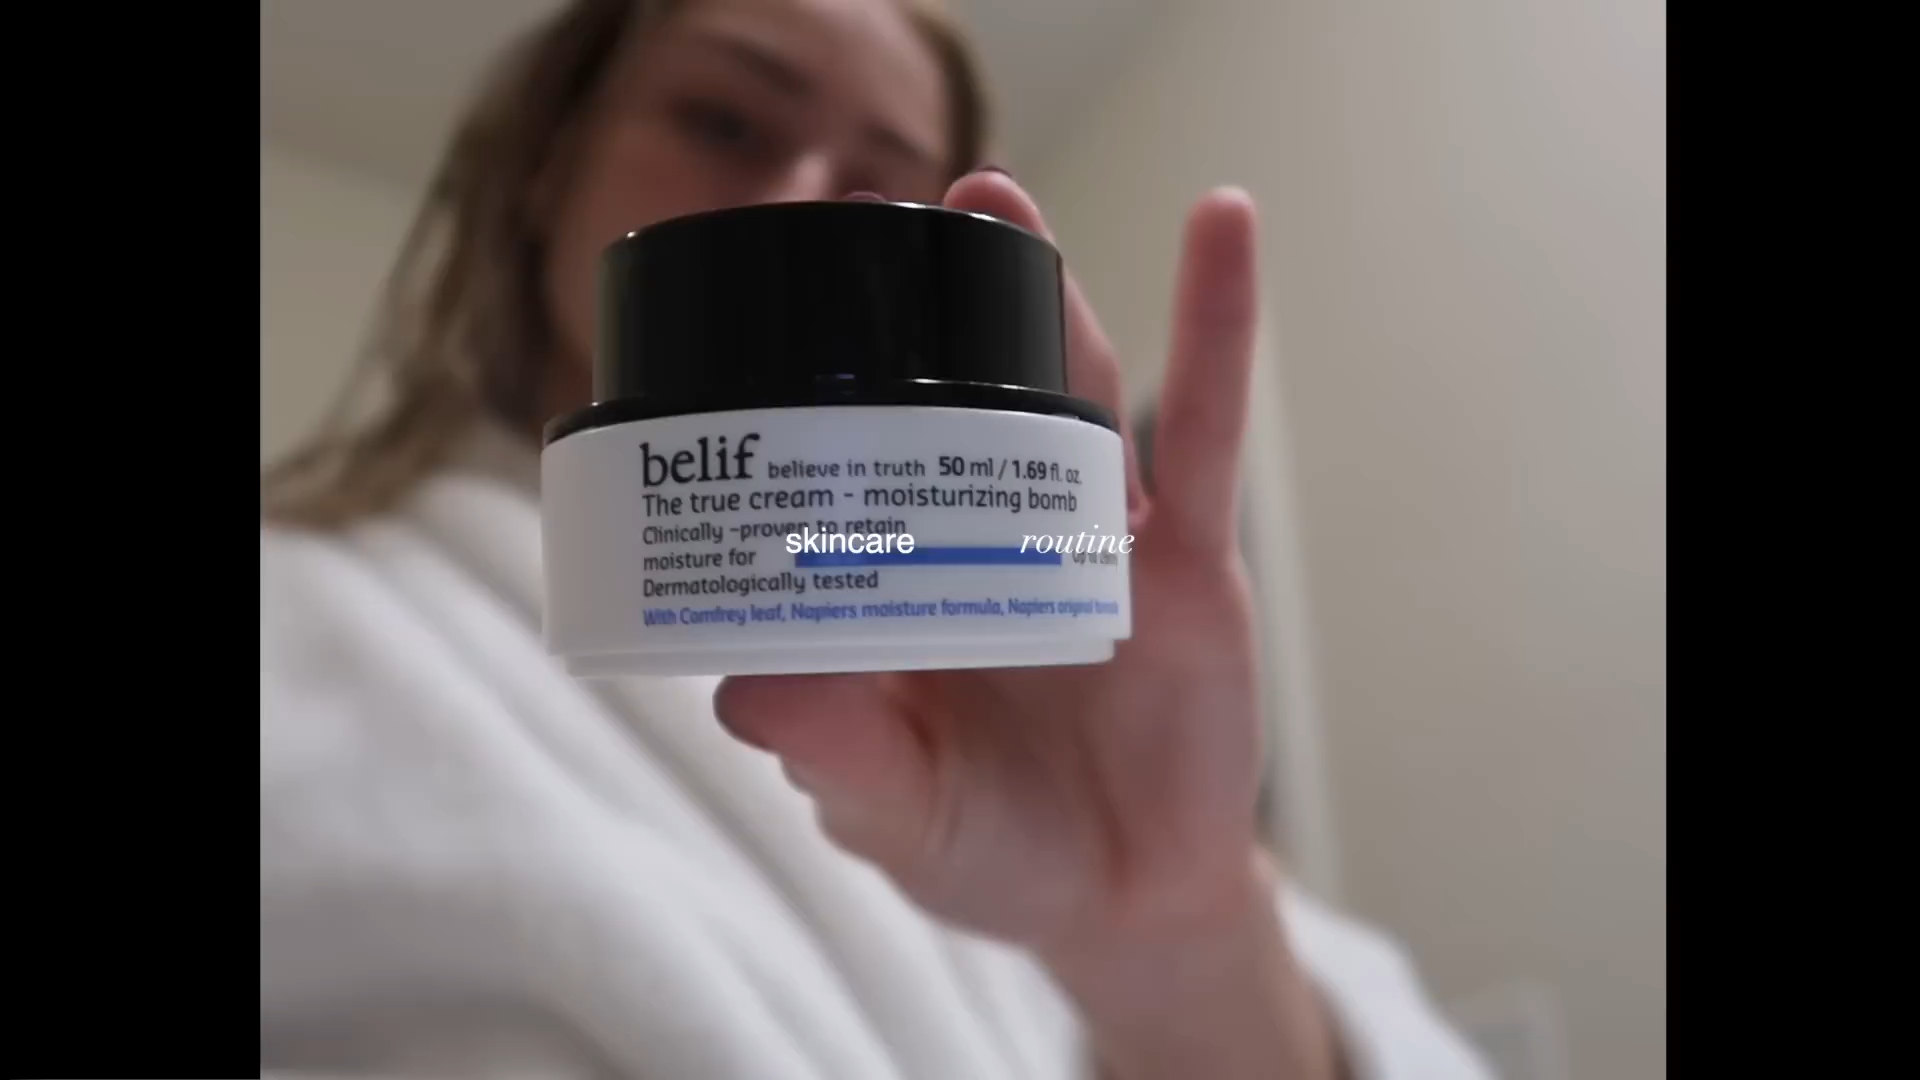 belif believe in truth 50 ml / 1.69 fl. oz.
The true cream - moisturizing bomb
Clinically -proven to retain
moisture for
Dermatologically tested
With Comfrey leaf, Napiers moisture formula, Napiers original
skincare routine